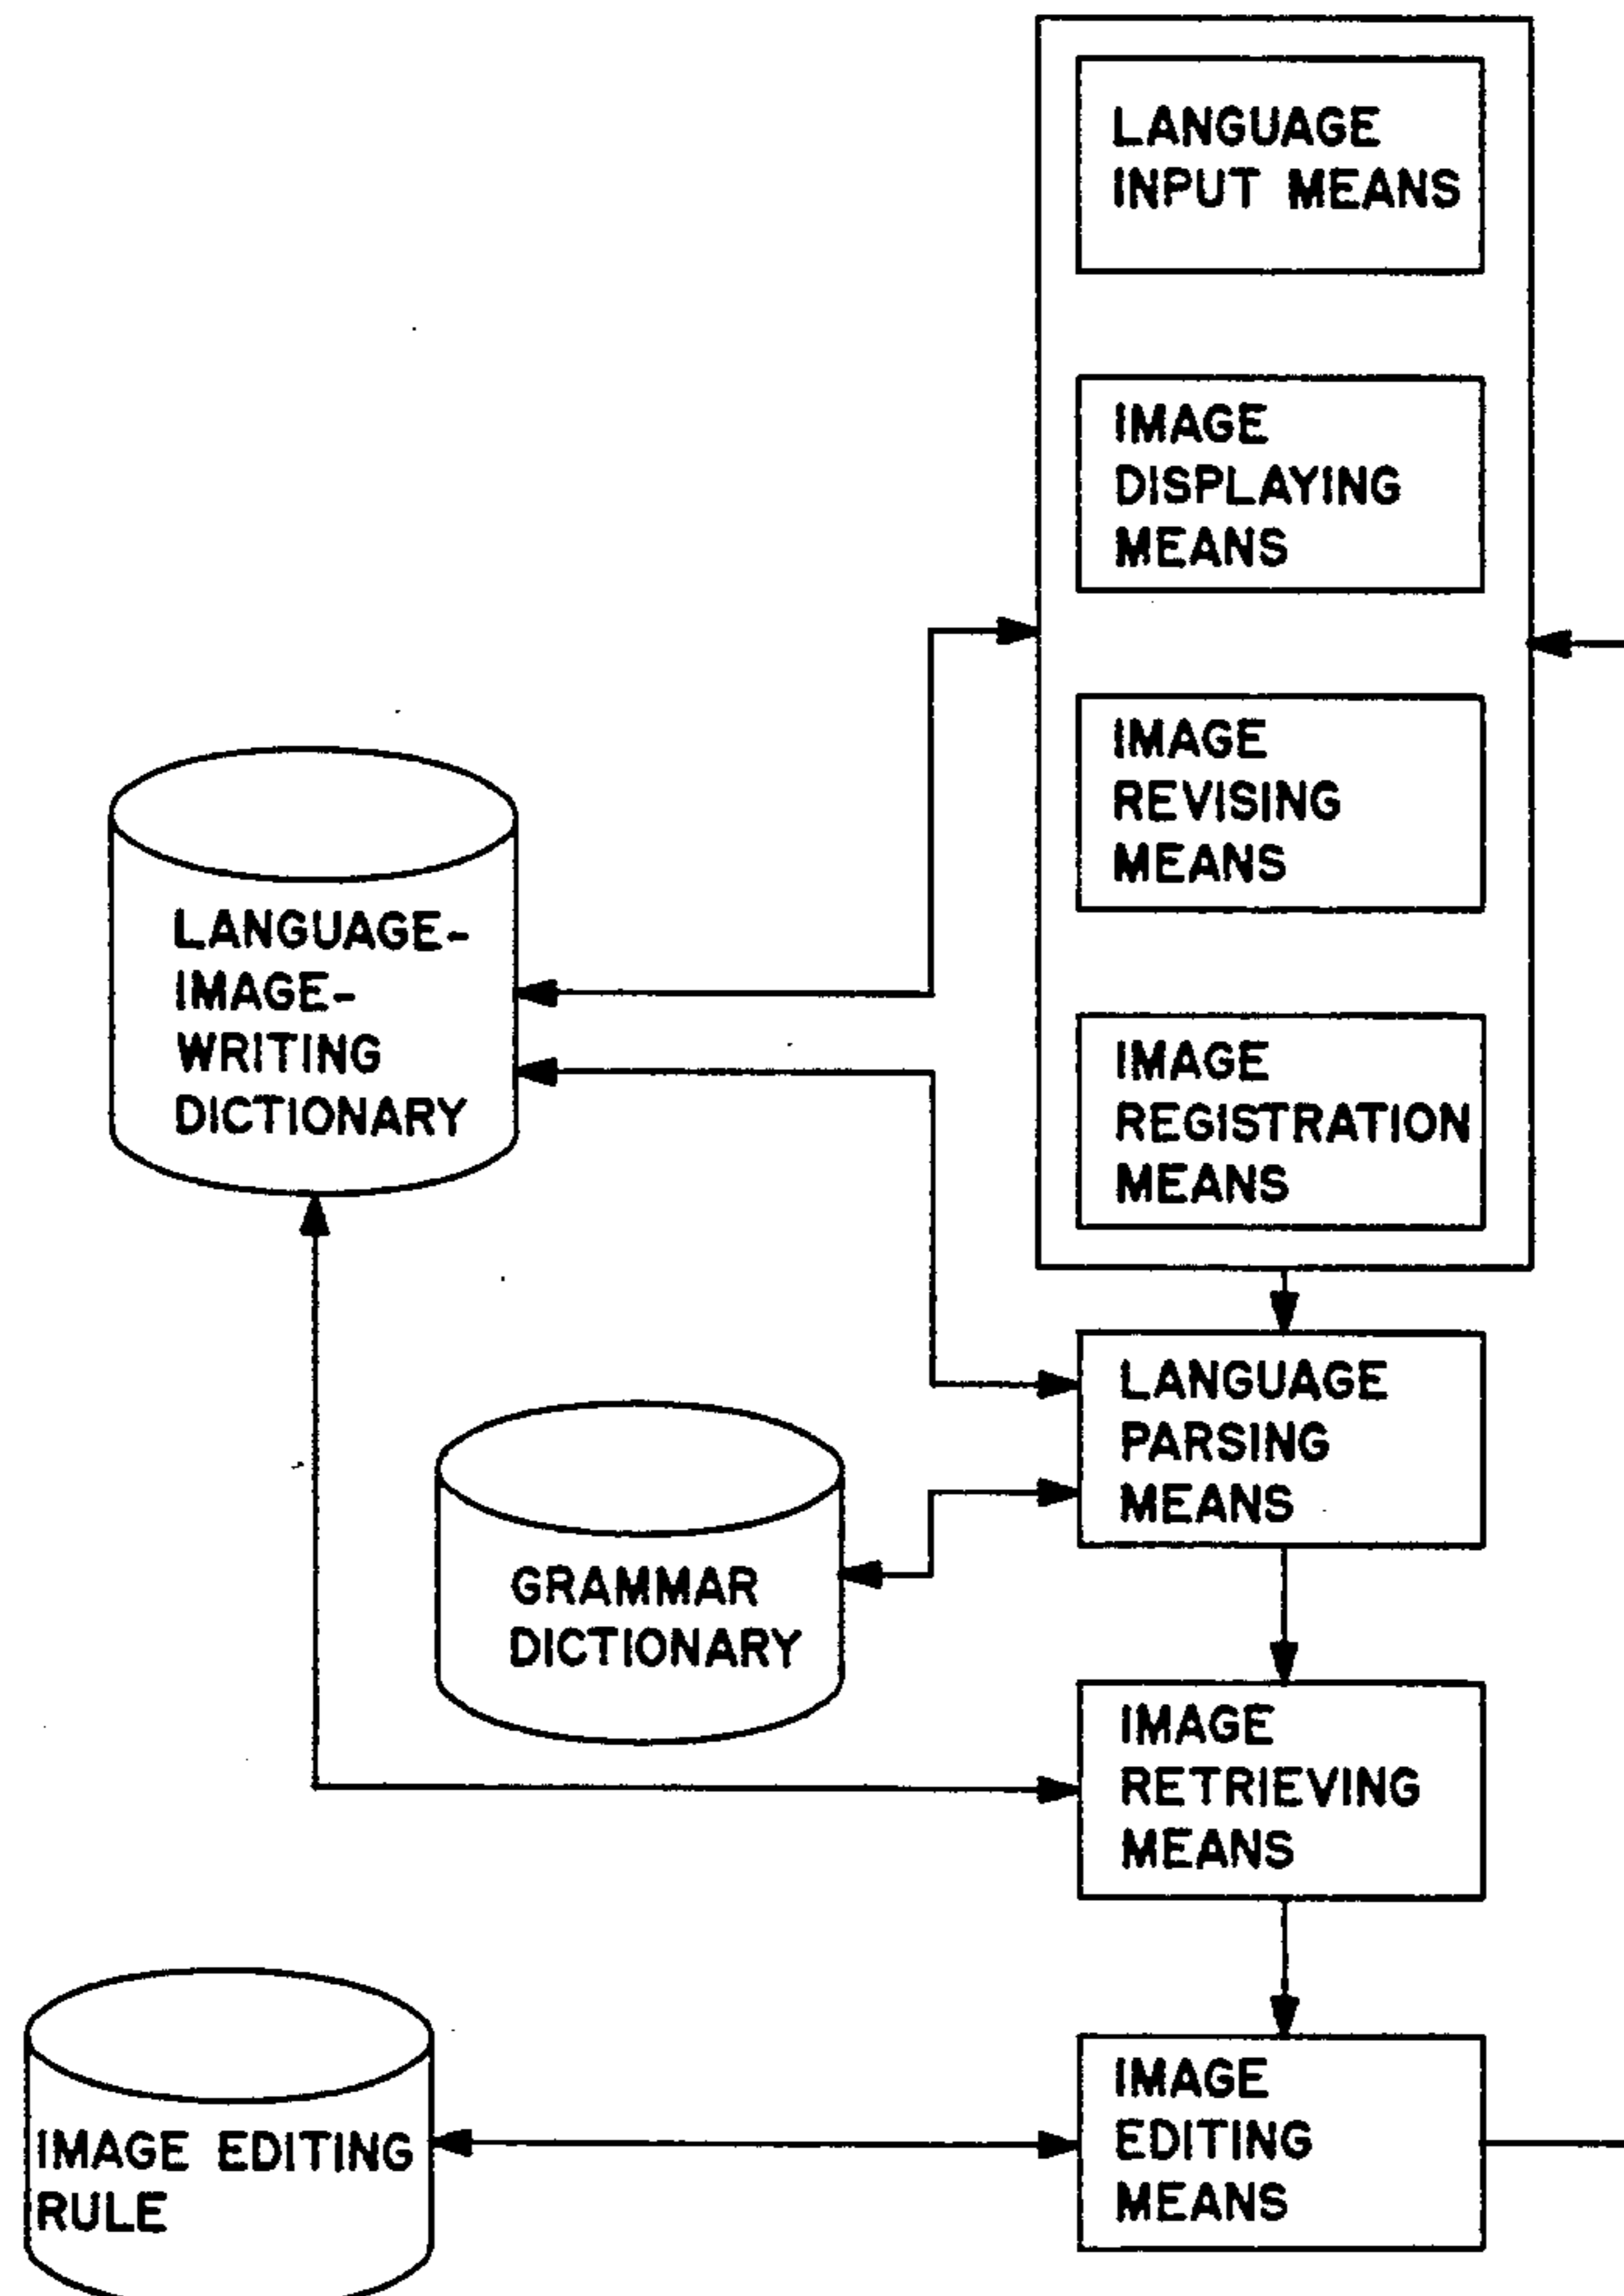 LANGUAGE
INPUT MEANS
IMAGE
DISPLAYING
MEANS
IMAGE
REVISING
MEANS
LANGUAGE-
IMAGE-
WRITING
DICTIONARY
IMAGE
REGISTRATION
MEANS
LANGUAGE
PARSING
MEANS
GRAMMAR
DICTIONARY
IMAGE
RETRIEVING
MEANS
IMAGE EDITING
RULE
IMAGE
EDITING
MEANS